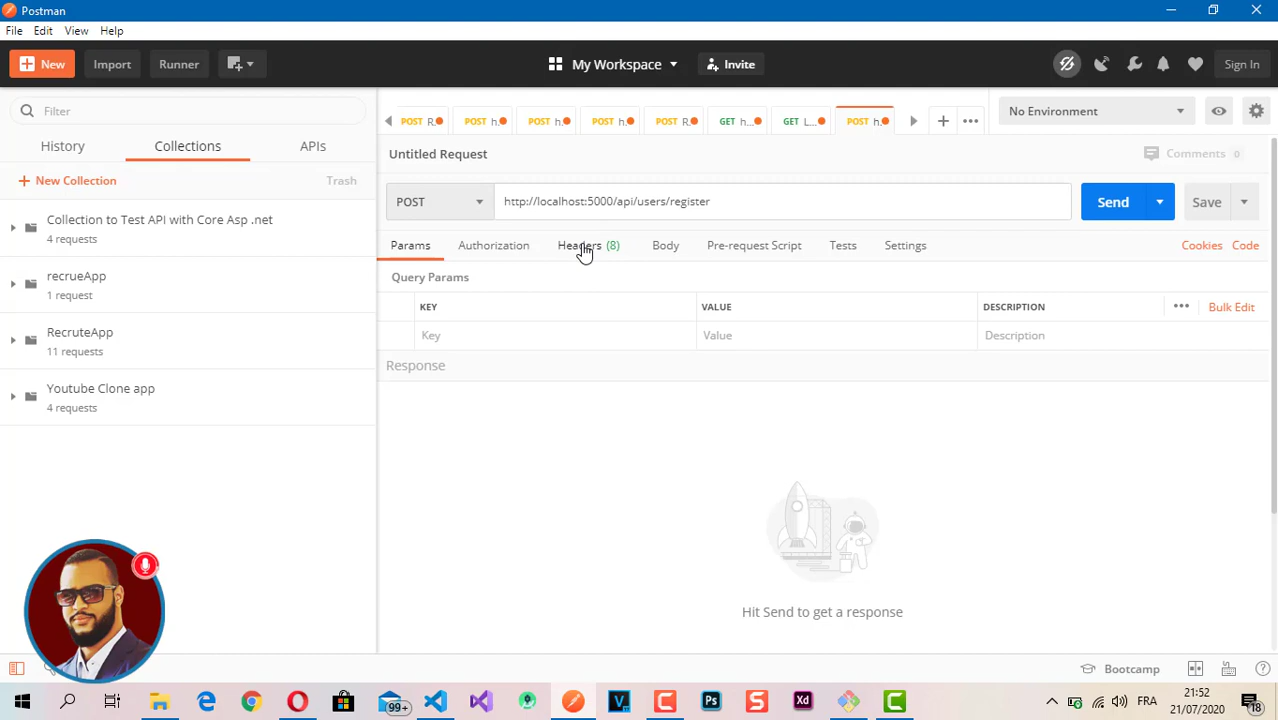 Postman
File Edit View Help
New Import Runner My Workspace Invite Sign In
Filter
POST R. POST h. POST h. POST h. POST R. GET h... GET L... POST h. ••• No Environment
History Collections APIs
Untitled Request Comments 0
+ New Collection Trash
POST http://localhost:5000/api/users/register Send Save
Collection to Test API with Core Asp .net
4 requests
Params Authorization Headers (8) Body Pre-request Script Tests Settings Cookies Code
recrueApp
1 request
Query Params
KEY VALUE DESCRIPTION ••• Bulk Edit
Key Value Description
RecruteApp
11 requests
Response
Youtube Clone app
4 requests
Hit Send to get a response
Bootcamp
99+ Ps Xd FRA 21:52
21/07/2020 18